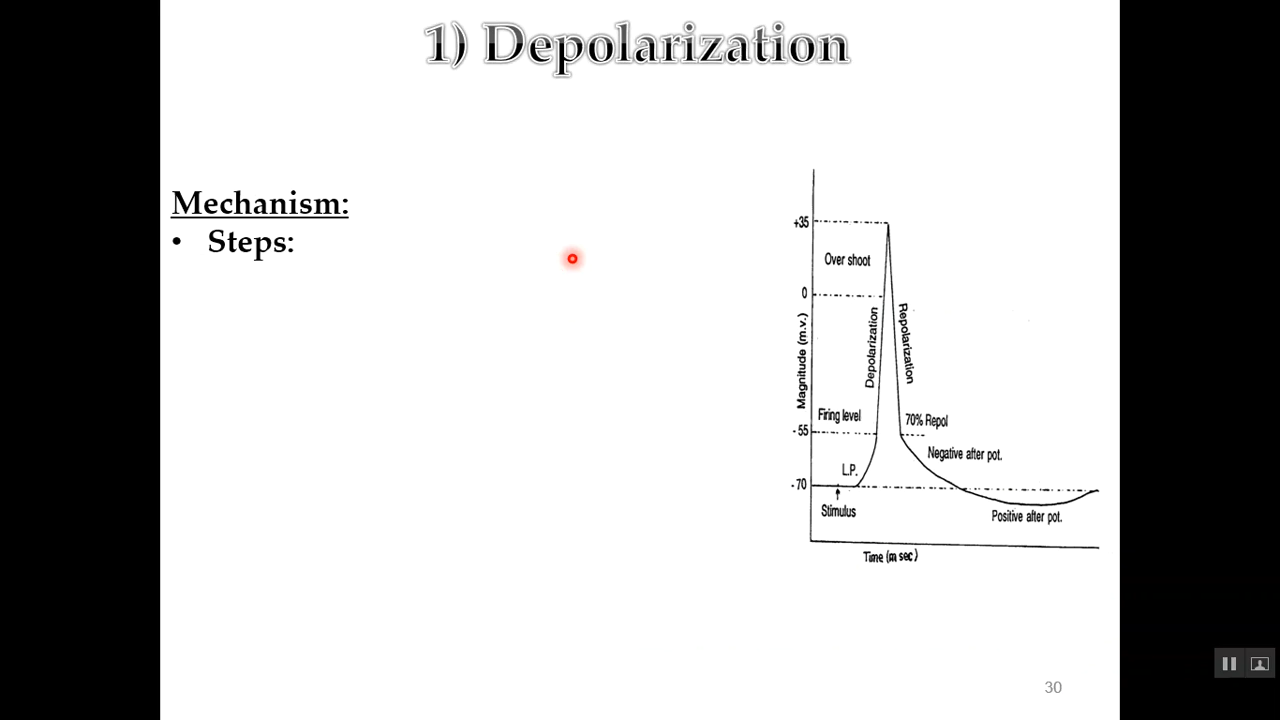 1) Depolarization
Mechanism:
• Steps:
+35
Over shoot
0
Magnitude (m.v.)
Depolarization
Repolarization
Firing level
70% Repol
- 55
Negative after pot.
L.P.
- 70
Stimulus
Positive after pot.
Time (m sec)
30